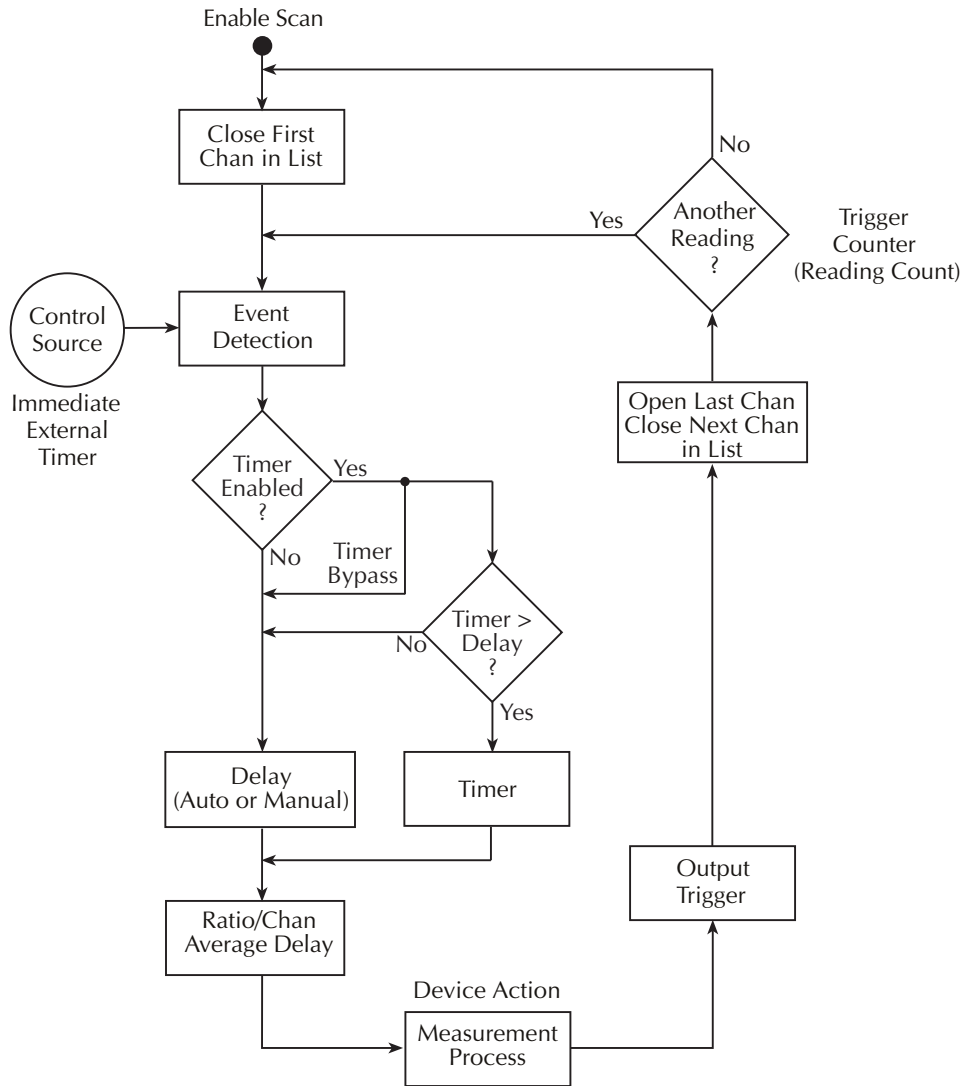 Enable Scan
Close First
Chan in List
No
Yes
Another
Reading
?
Trigger
Counter
(Reading Count)
Control
Source
Event
Detection
Immediate
External
Timer
Open Last Chan
Close Next Chan
in List
Timer
Enabled
?
Yes
No
Timer
Bypass
Timer >
Delay
?
No
Yes
Delay
(Auto or Manual)
Timer
Output
Trigger
Ratio/Chan
Average Delay
Device Action
Measurement
Process